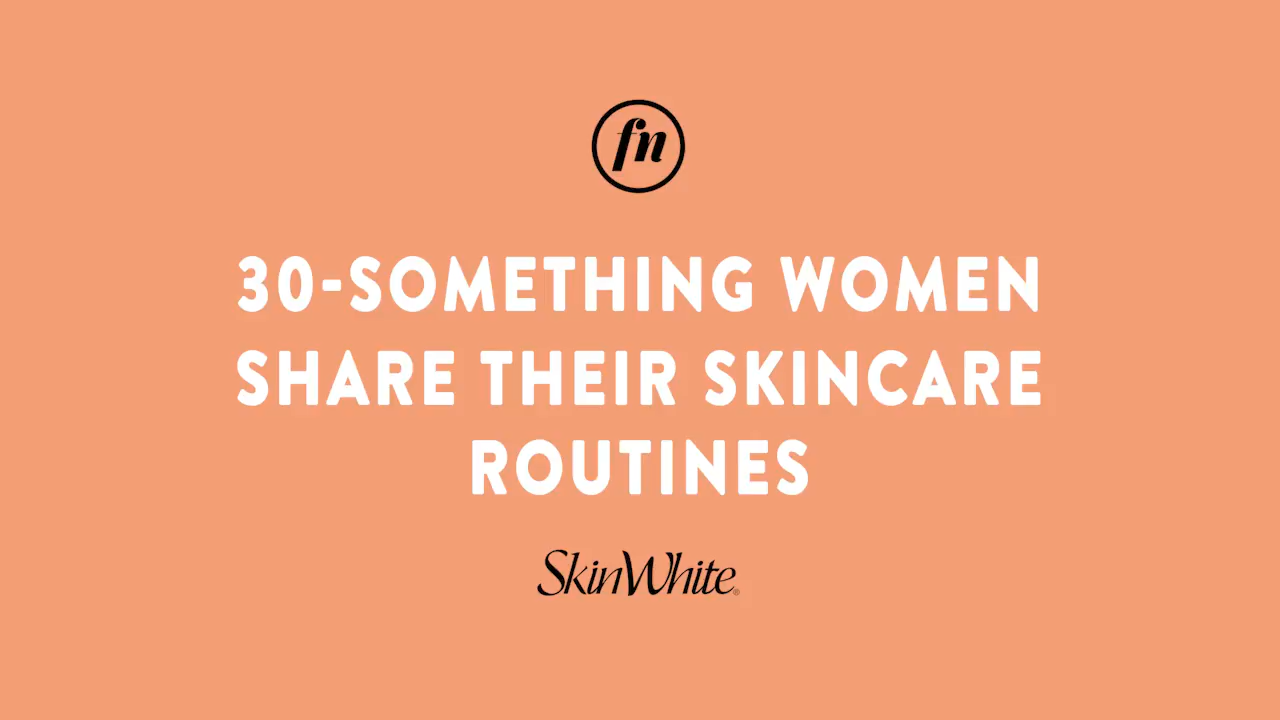 fn
30-SOMETHING WOMEN
SHARE THEIR SKINCARE
ROUTINES
SkinWhite®